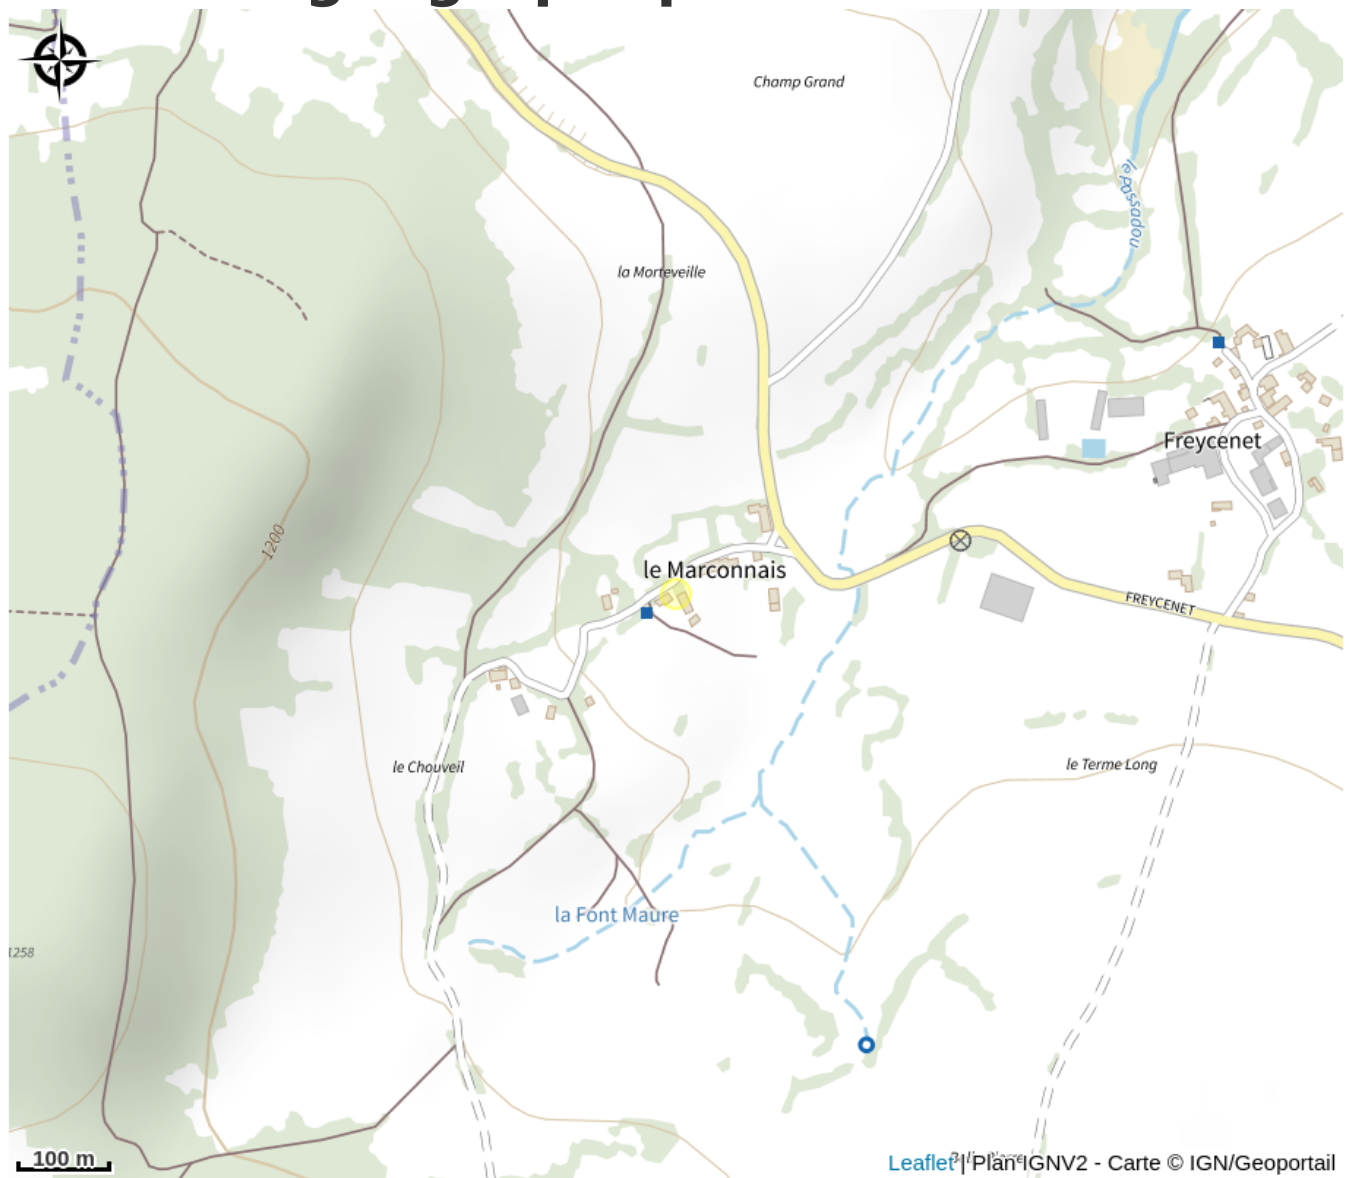 Champ Grand
le passadou
la Morteveille
Freycenet
1200
le Marconnais
FREYCENET
le Chouveil
le Terme Long
la Font Maure
1258
100 m
Leaflet | Plan IGNV2 - Carte © IGN/Geoportail